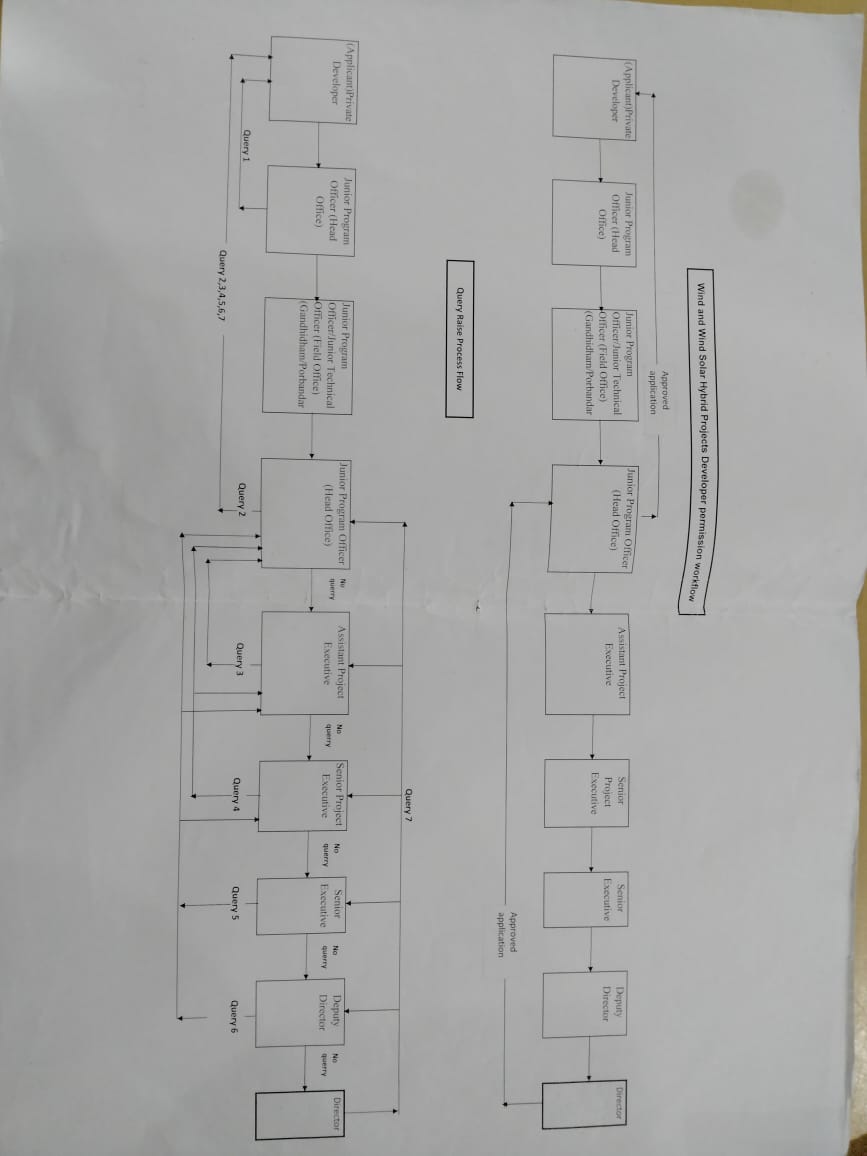 Wind and Wind Solar Hybrid Projects Developer permission workflow
Approved
application
(Applicant)Private
Developer
Junior Program
Officer (Head
Office)
Junior Program
Officer/Junior Technical
Officer (Field Office)
(Gandhidham/Porbandar
Junior Program Officer
(Head Office)
Assistant Project
Executive
Senior
Project
Executive
Senior
Executive
Deputy
Director
Director
Approved
application
Query Raise Process Flow
Query 7
(Applicant)Private
Developer
Junior Program
Officer (Head
Office)
Junior Program
Officer/Junior Technical
Officer (Field Office)
(Gandhidham/Porbandar
Junior Program Officer
(Head Office)
No
querry
Assistant Project
Executive
No
querry
Senior Project
Executive
No
querry
Senior
Executive
No
querry
Deputy
Director
No
querry
Director
Query 1
Query 2
Query 3
Query 4
Query 5
Query 6
Query 2,3,4,5,6,7